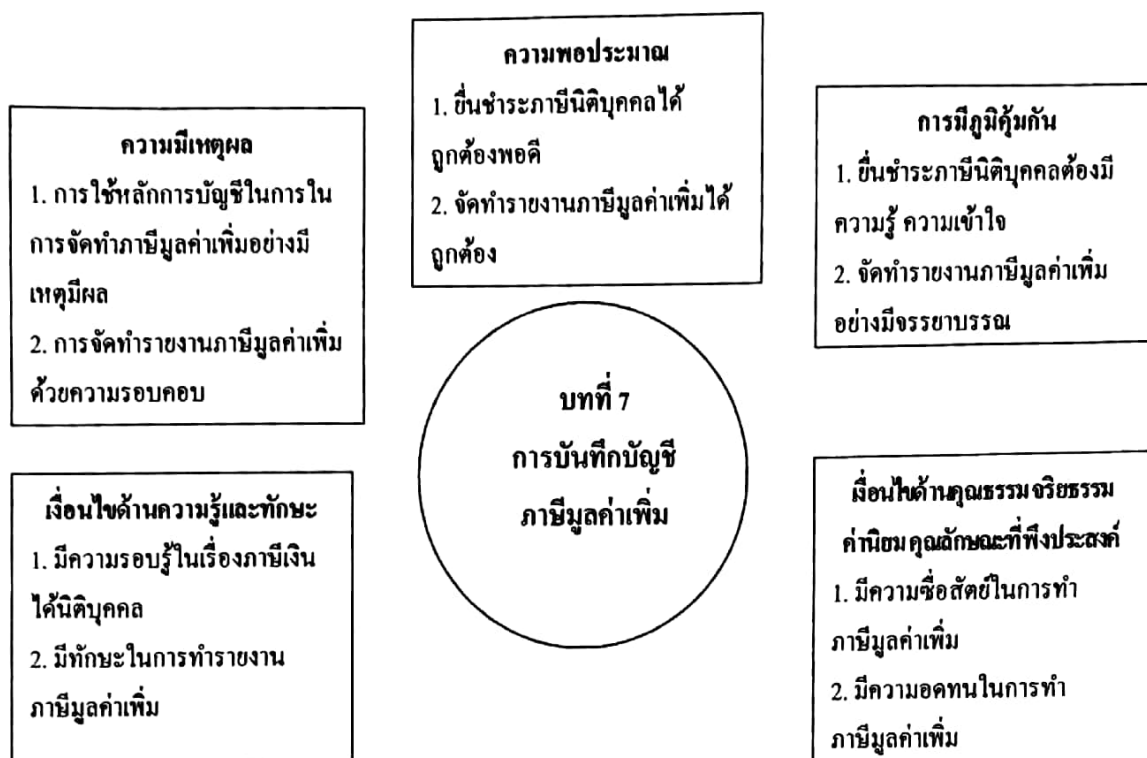 ความพอประมาณ
1. ยื่นชำระภาษีนิติบุคคลได้
ถูกต้องพอดี
2. จัดทำรายงานภาษีมูลค่าเพิ่มได้
ถูกต้อง
ความมีเหตุผล
1. การใช้หลักการบัญชีในการใน
การจัดทำภาษีมูลค่าเพิ่มอย่างมี
เหตุมีผล
2. การจัดทำรายงานภาษีมูลค่าเพิ่ม
ด้วยความรอบคอบ
การมีภูมิคุ้มกัน
1. ยื่นชำระภาษีนิติบุคคลต้องมี
ความรู้ ความเข้าใจ
2. จัดทำรายงานภาษีมูลค่าเพิ่ม
อย่างมีจรรยาบรรณ
บทที่ 7
การบันทึกบัญชี
ภาษีมูลค่าเพิ่ม
เงื่อนไขด้านความรู้และทักษะ
1. มีความรอบรู้ในเรื่องภาษีเงิน
ได้นิติบุคคล
2. มีทักษะในการทำรายงาน
ภาษีมูลค่าเพิ่ม
เงื่อนไขด้านคุณธรรม จริยธรรม
ค่านิยม คุณลักษณะที่พึงประสงค์
1. มีความซื่อสัตย์ในการทำ
ภาษีมูลค่าเพิ่ม
2. มีความอดทนในการทำ
ภาษีมูลค่าเพิ่ม